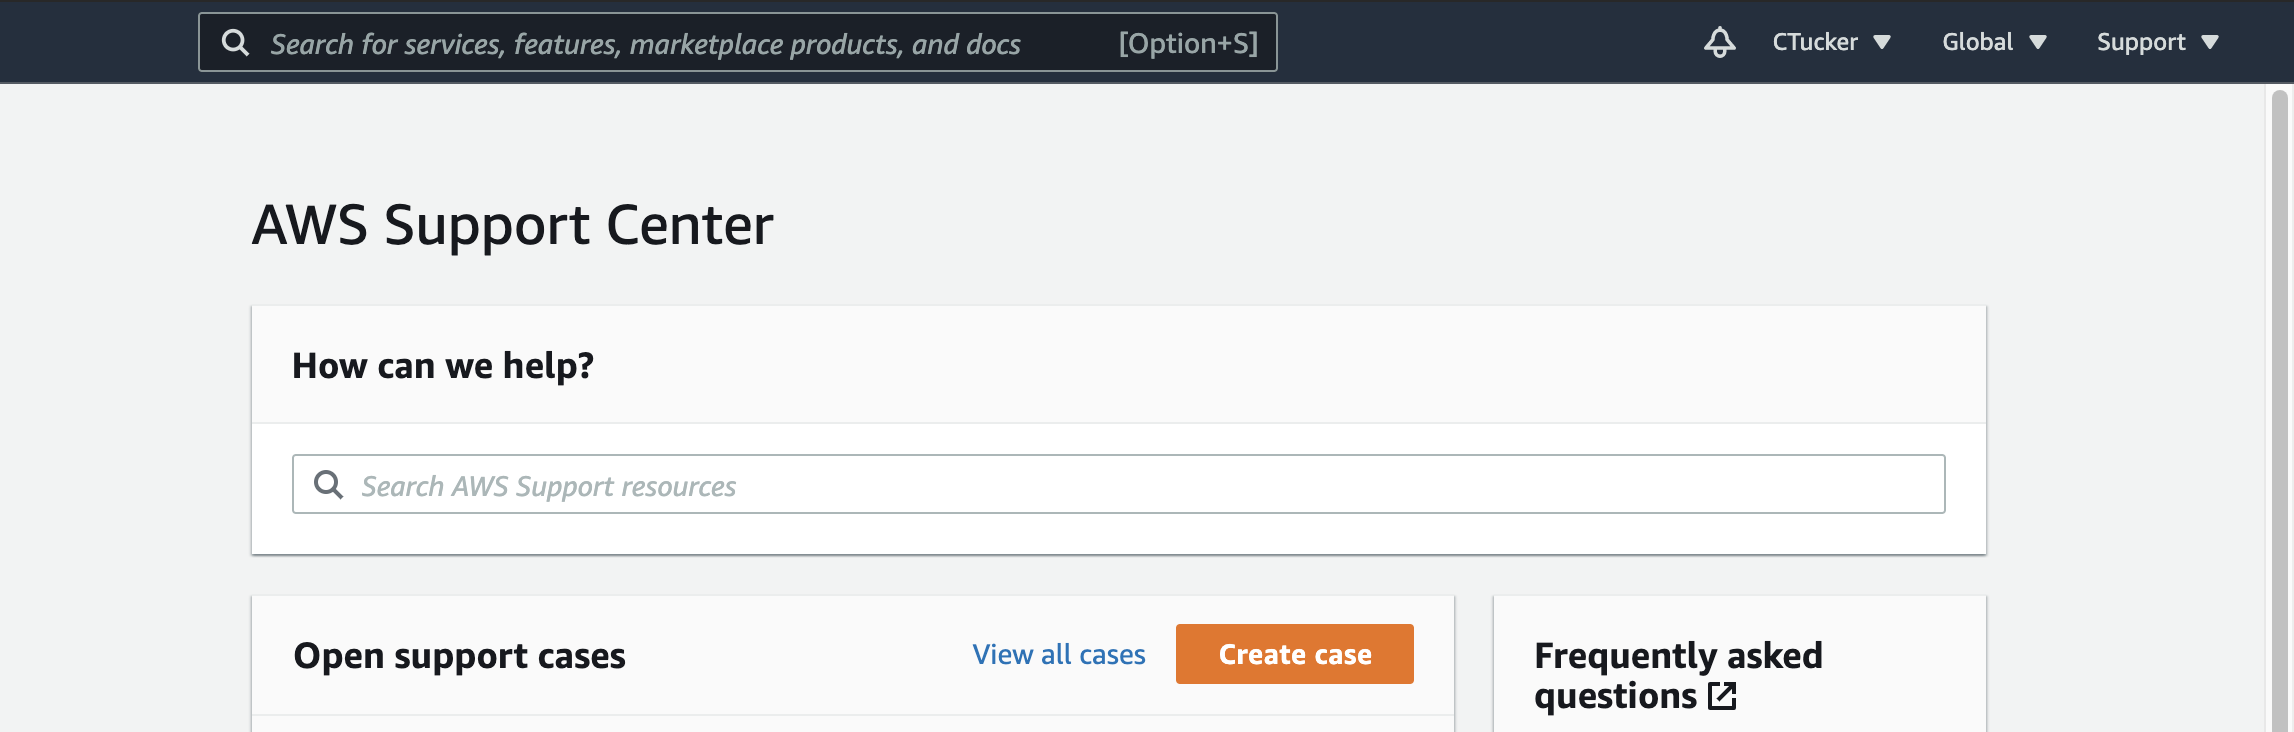 Search for services, features, marketplace products, and docs [Option+S] CTucker Global Support
AWS Support Center
How can we help?
Search AWS Support resources
Open support cases View all cases Create case
Frequently asked
questions